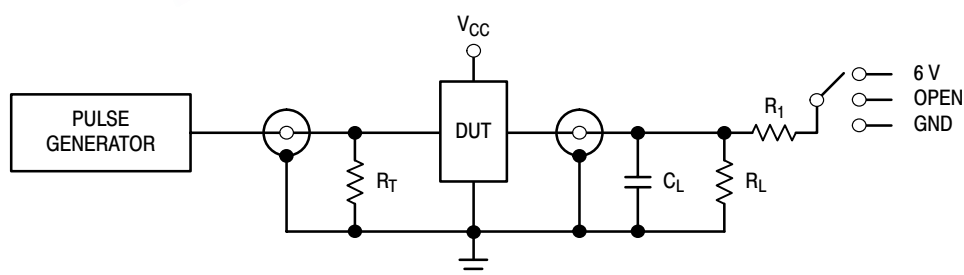 V_CC
6 V
OPEN
GND
R_1
PULSE
GENERATOR
DUT
R_T
C_L
R_L